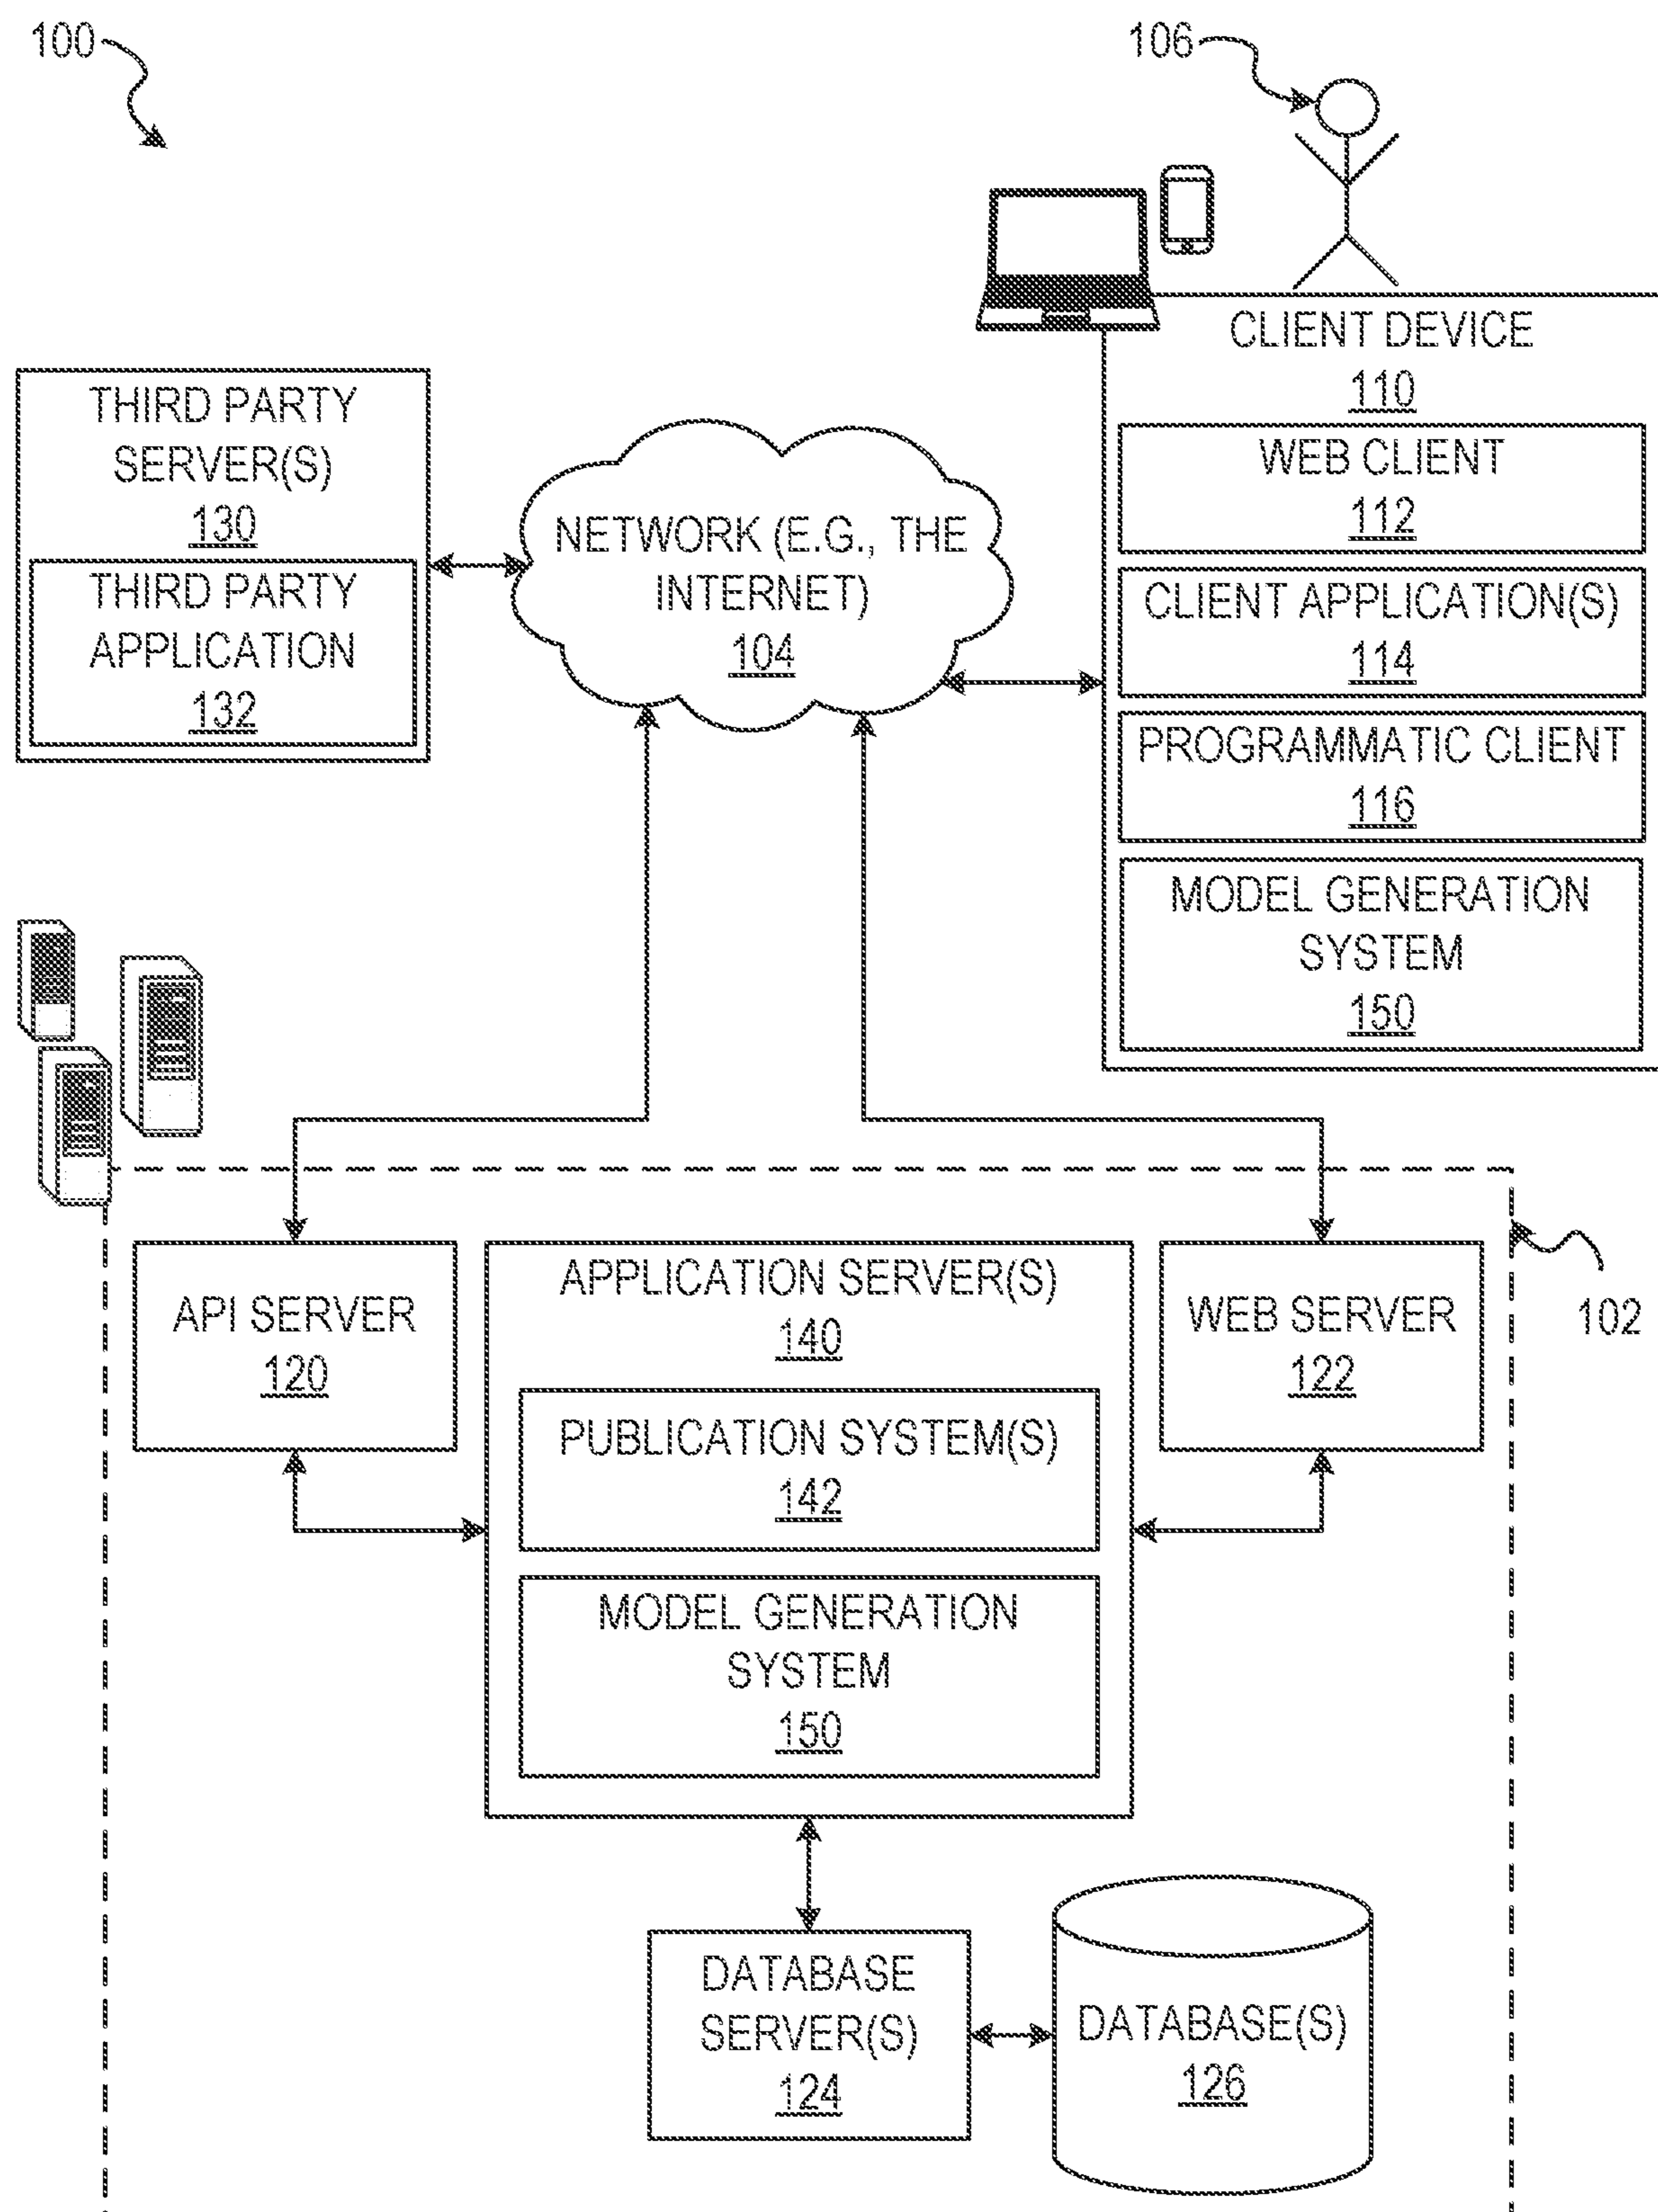 100
106
CLIENT DEVICE
110
WEB CLIENT
112
CLIENT APPLICATION(S)
114
PROGRAMMATIC CLIENT
116
MODEL GENERATION
SYSTEM
150
THIRD PARTY
SERVER(S)
130
THIRD PARTY
APPLICATION
132
NETWORK (E.G., THE
INTERNET)
104
API SERVER
120
APPLICATION SERVER(S)
140
PUBLICATION SYSTEM(S)
142
MODEL GENERATION
SYSTEM
150
WEB SERVER
122
102
DATABASE
SERVER(S)
124
DATABASE(S)
126